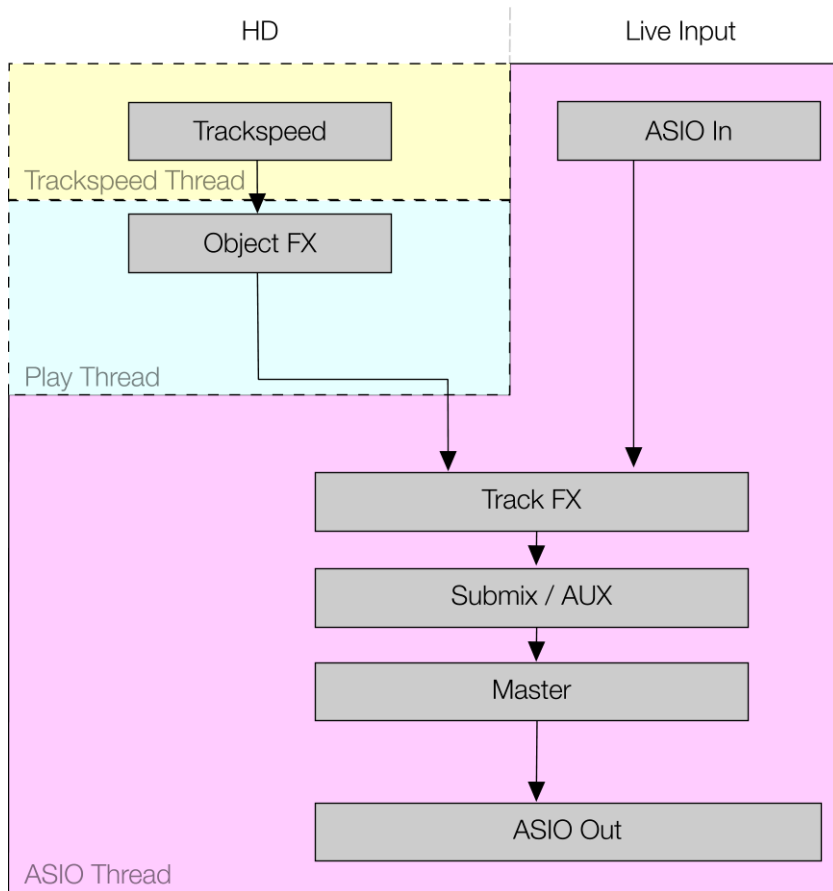 HD
Live Input
Trackspeed
ASIO In
Trackspeed Thread
Object FX
Play Thread
Track FX
Submix / AUX
Master
ASIO Out
ASIO Thread